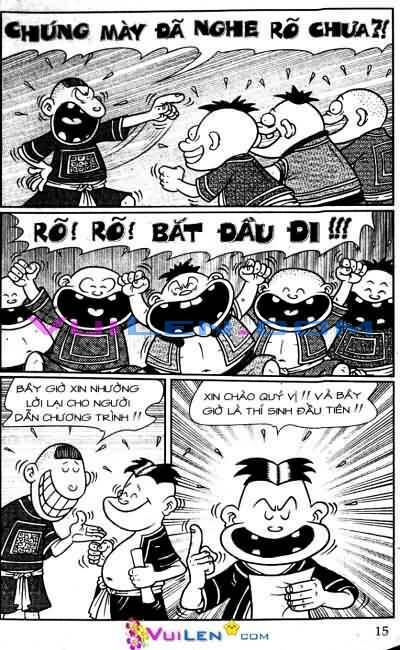 CHÚNG MÀY ĐÃ NGHE RÕ CHƯA?!
RÕ! RÕ! BẮT ĐẦU ĐI!!!
VUILEN.COM
BÂY GIỜ XIN NHƯỜNG
LỜI LẠI CHO NGƯỜI
DẪN CHƯƠNG TRÌNH!!
XIN CHÀO QUÝ VỊ!! VÀ BÂY
GIỜ LÀ THÍ SINH ĐẦU TIÊN!!
15
VUILEN.COM